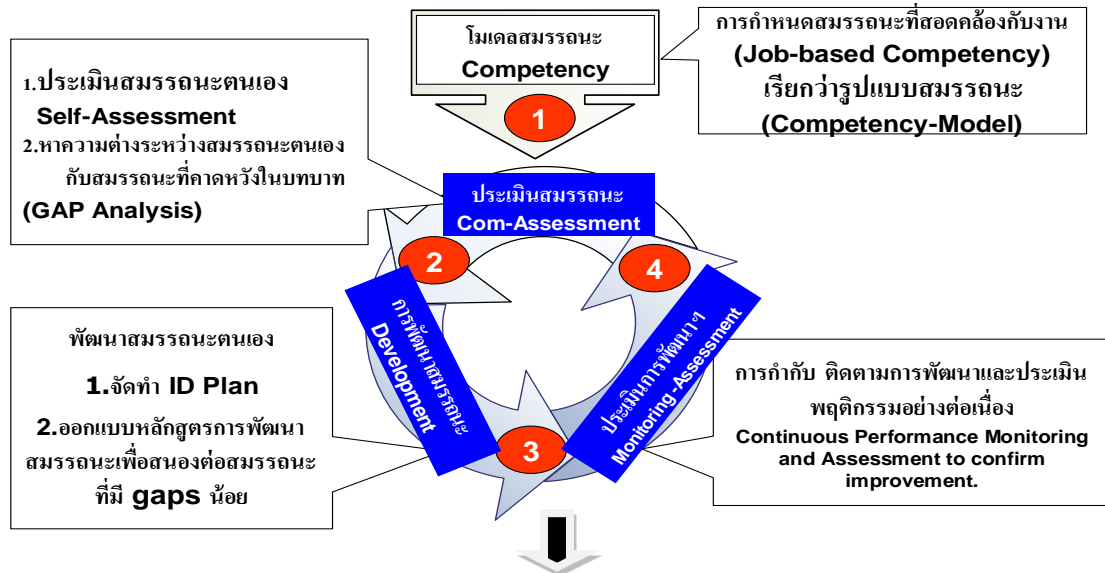 โมเดลสมรรถนะ
Competency
1
การกำหนดสมรรถนะที่สอดคล้องกับงาน
(Job-based Competency)
เรียกว่ารูปแบบสมรรถนะ
(Competency-Model)
1.ประเมินสมรรถนะตนเอง
Self-Assessment
2.หาความต่างระหว่างสมรรถนะตนเอง
กับสมรรถนะที่คาดหวังในบทบาท
(GAP Analysis)
ประเมินสมรรถนะ
Com-Assessment
2
4
การพัฒนาสมรรถนะ
Development
ประเมินการพัฒนาฯ
Monitoring -Assessment
3
พัฒนาสมรรถนะตนเอง
1.จัดทำ ID Plan
2.ออกแบบหลักสูตรการพัฒนา
สมรรถนะเพื่อสนองต่อสมรรถนะ
ที่มี gaps น้อย
การกำกับ ติดตามการพัฒนาและประเมิน
พฤติกรรมอย่างต่อเนื่อง
Continuous Performance Monitoring
and Assessment to confirm
improvement.